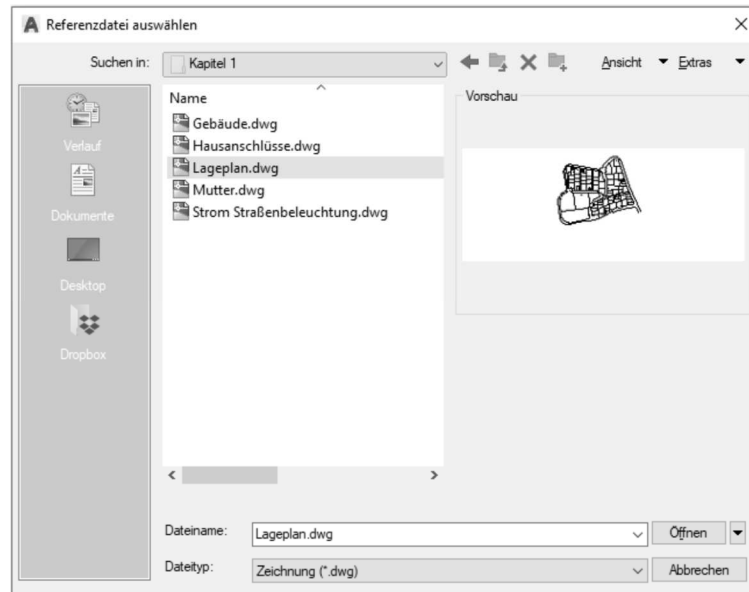 A Referenzdatei auswählen
Suchen in: Kapitel 1 Ansicht Extras
Verlauf
Dokumente
Desktop
Dropbox
Name
Gebäude.dwg
Hausanschlüsse.dwg
Lageplan.dwg
Mutter.dwg
Strom Straßenbeleuchtung.dwg
Vorschau
Dateiname: Lageplan.dwg Öffnen
Dateityp: Zeichnung (*.dwg) Abbrechen